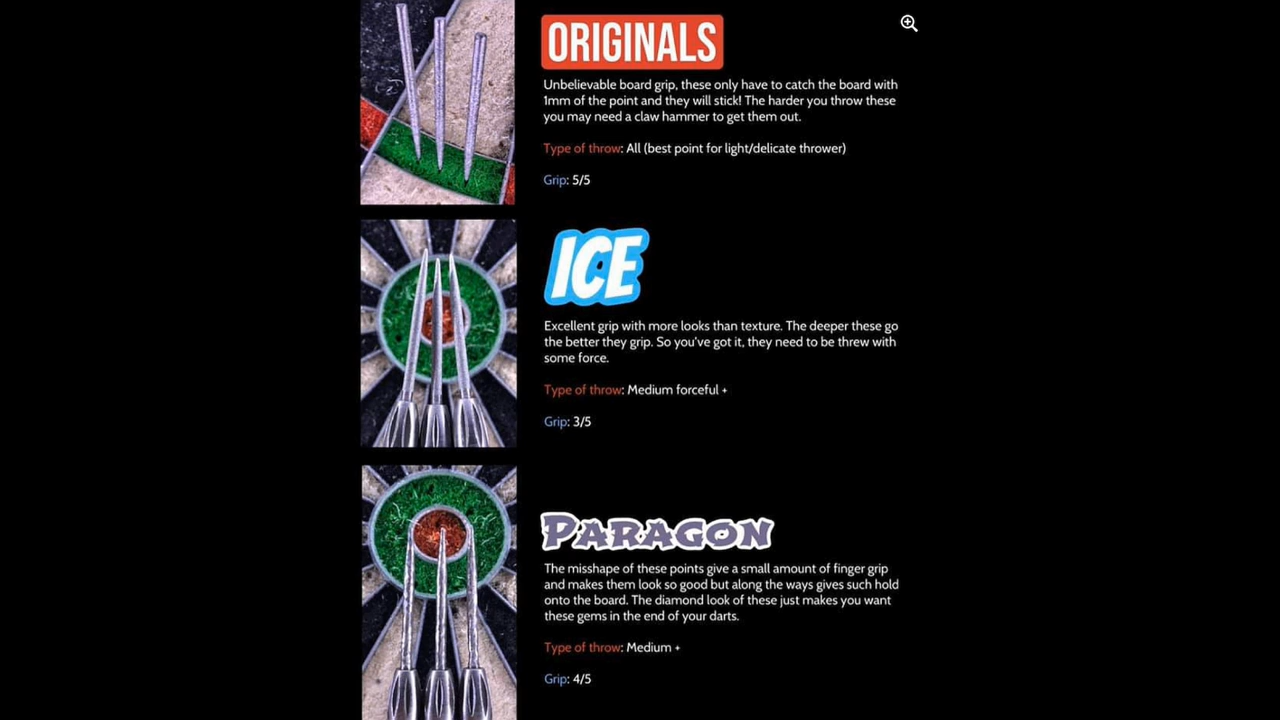 ORIGINALS
Unbelievable board grip, these only have to catch the board with
1mm of the point and they will stick! The harder you throw these
you may need a claw hammer to get them out.
Type of throw: All (best point for light/delicate thrower)
Grip: 5/5
ICE
Excellent grip with more looks than texture. The deeper these go
the better they grip. So you've got it, they need to be threw with
some force.
Type of throw: Medium forceful +
Grip: 3/5
PARAGON
The misshape of these points give a small amount of finger grip
and makes them look so good but along the ways gives such hold
onto the board. The diamond look of these just makes you want
these gems in the end of your darts.
Type of throw: Medium +
Grip: 4/5